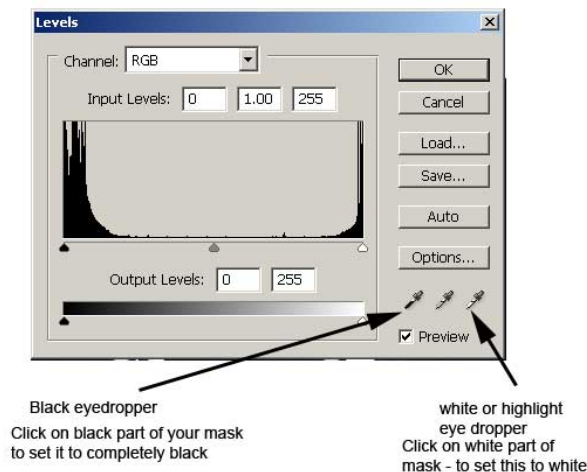 Levels
Channel: RGB
Input Levels: 0 1.00 255
OK
Cancel
Load...
Save...
Auto
Options...
Output Levels: 0 255
Preview
Black eyedropper
Click on black part of your mask
to set it to completely black
white or highlight
eye dropper
Click on white part of
mask - to set this to white